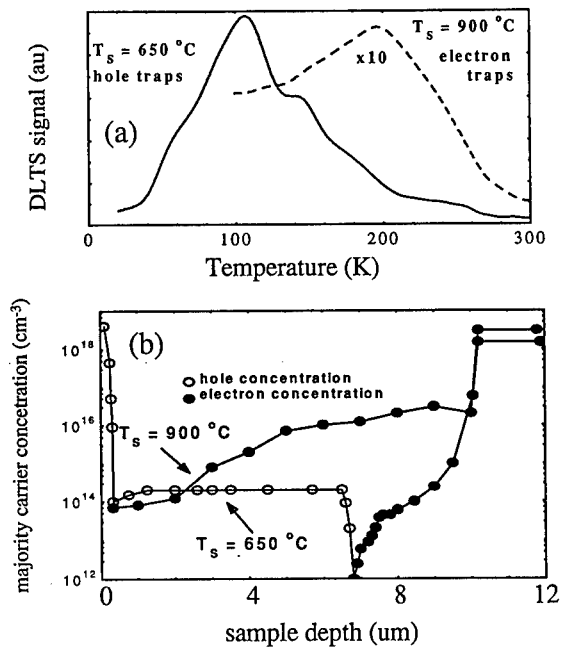 T_S = 650 °C
hole traps
T_S = 900 °C
electron
traps
x10
(a)
DLTS signal (au)
0
100
200
300
Temperature (K)
majority carrier concetration (cm⁻³)
(b)
10¹⁸
10¹⁶
10¹⁴
10¹²
hole concentration
electron concentration
T_S = 900 °C
T_S = 650 °C
0
4
6
8
12
sample depth (um)